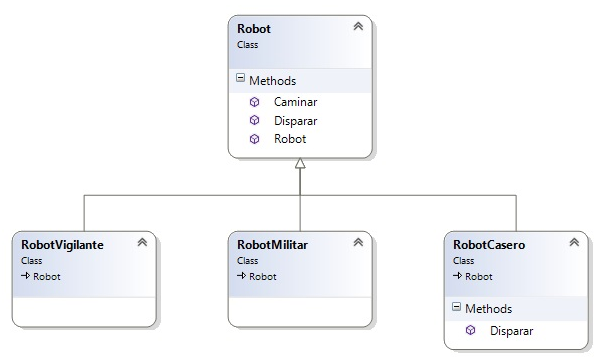 Robot
Class
Methods
Caminar
Disparar
Robot
RobotVigilante
Class
Robot
RobotMilitar
Class
Robot
RobotCasero
Class
Robot
Methods
Disparar